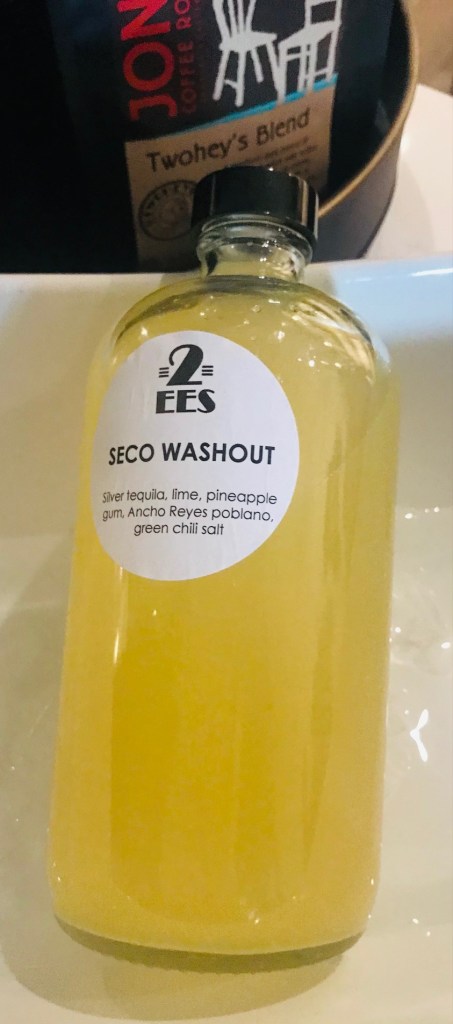 JON
COFFEE RO
Twohey's Blend
=2=
EES
SECO WASHOUT
Silver tequila, lime, pineapple
gum, Ancho Reyes poblano,
green chili salt